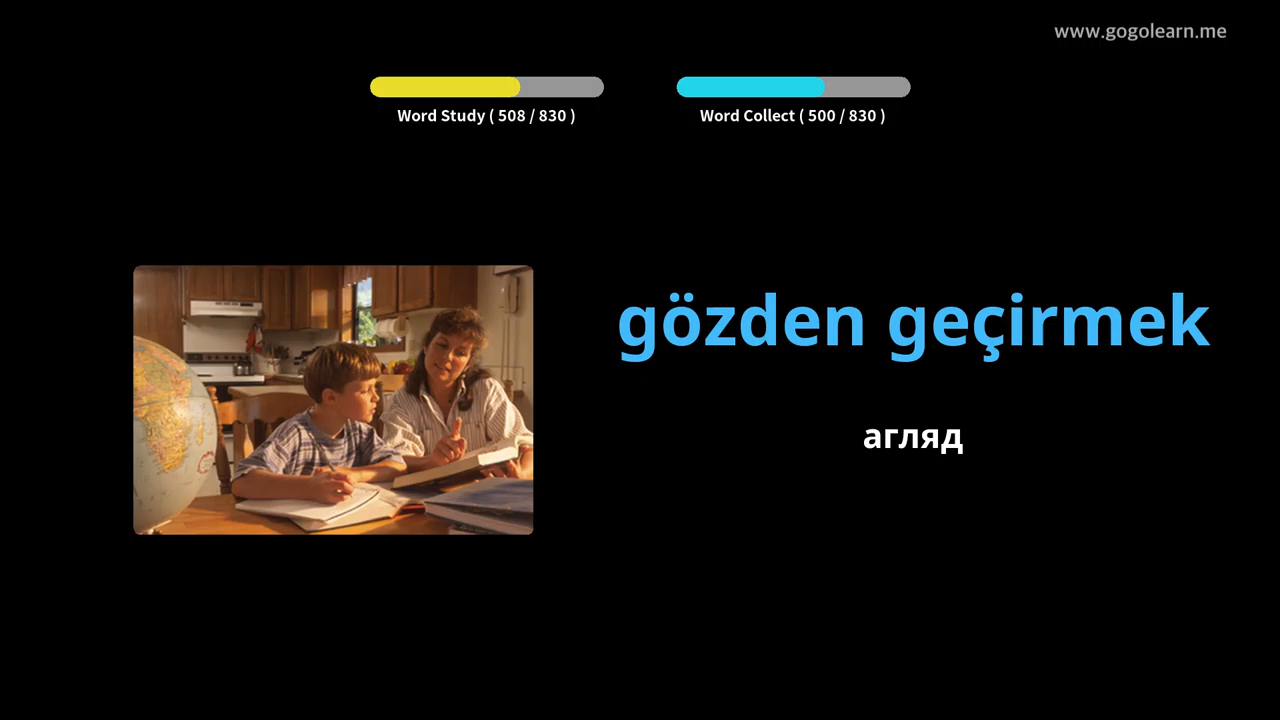 www.gogolearn.me
Word Study ( 508 / 830 )
Word Collect ( 500 / 830 )
gözden geçirmek
агляд